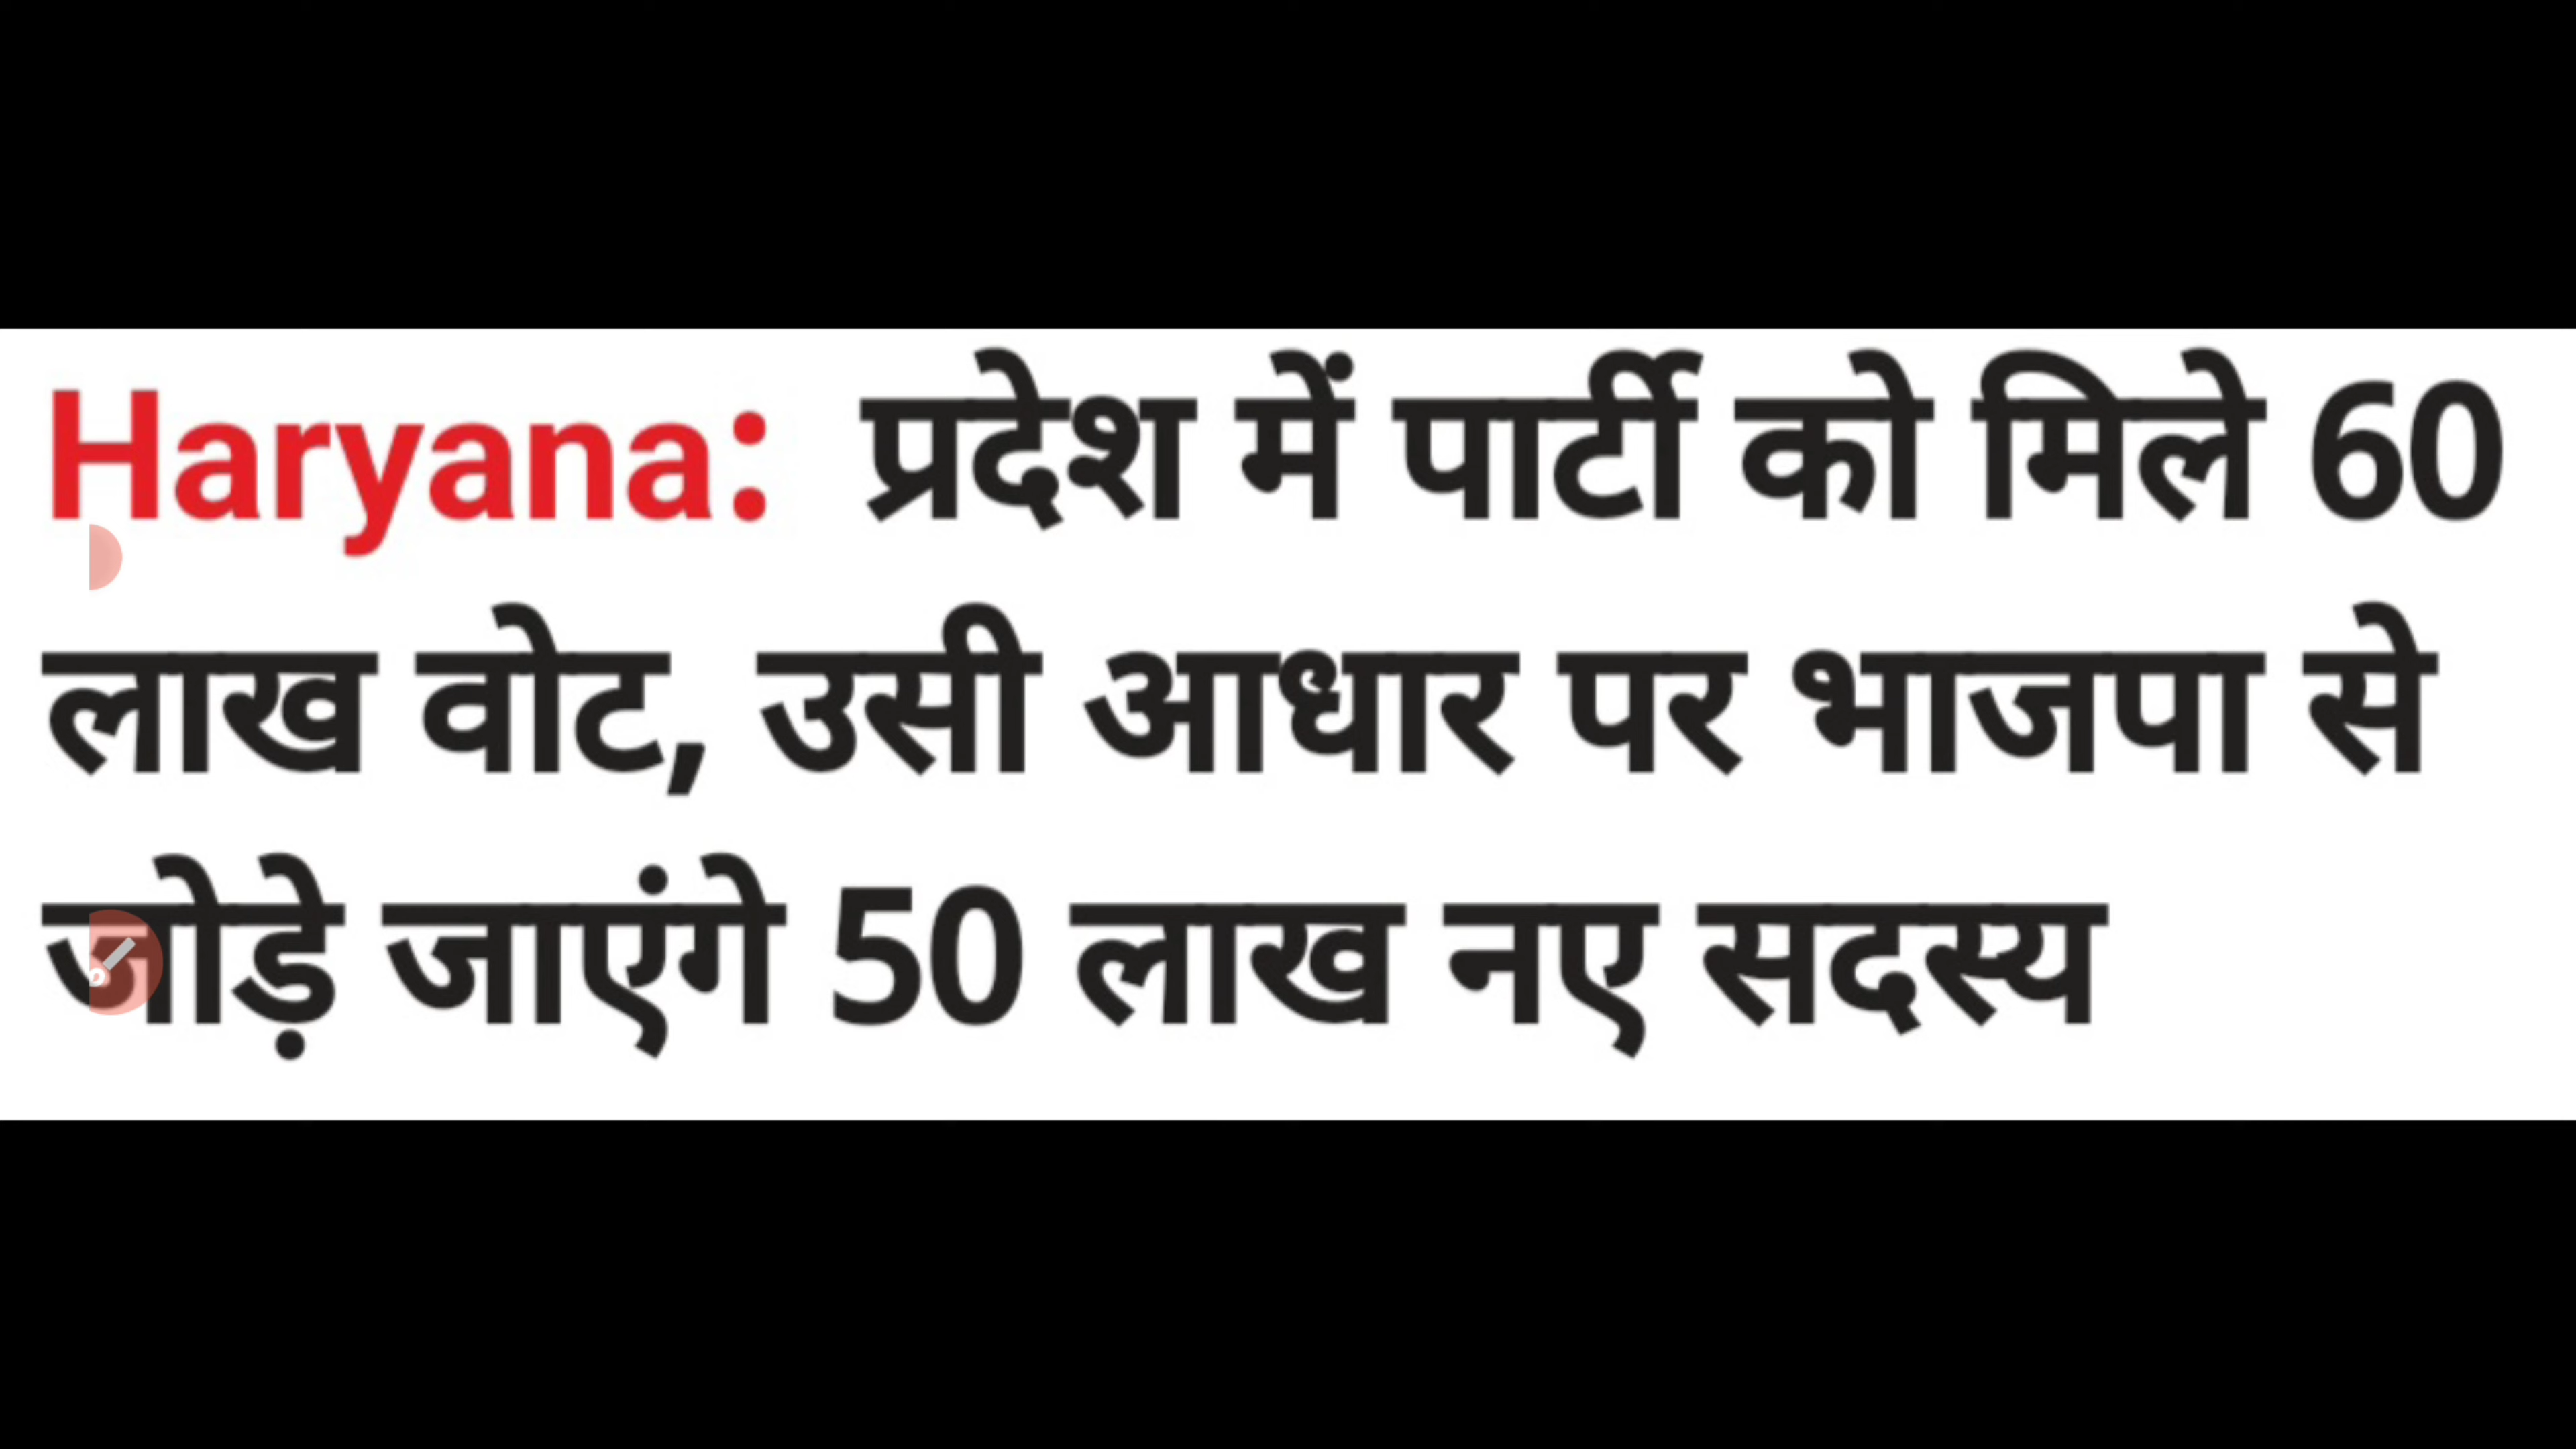 Haryana: प्रदेश में पार्टी को मिले 60
लाख वोट, उसी आधार पर भाजपा से
जोड़े जाएंगे 50 लाख नए सदस्य